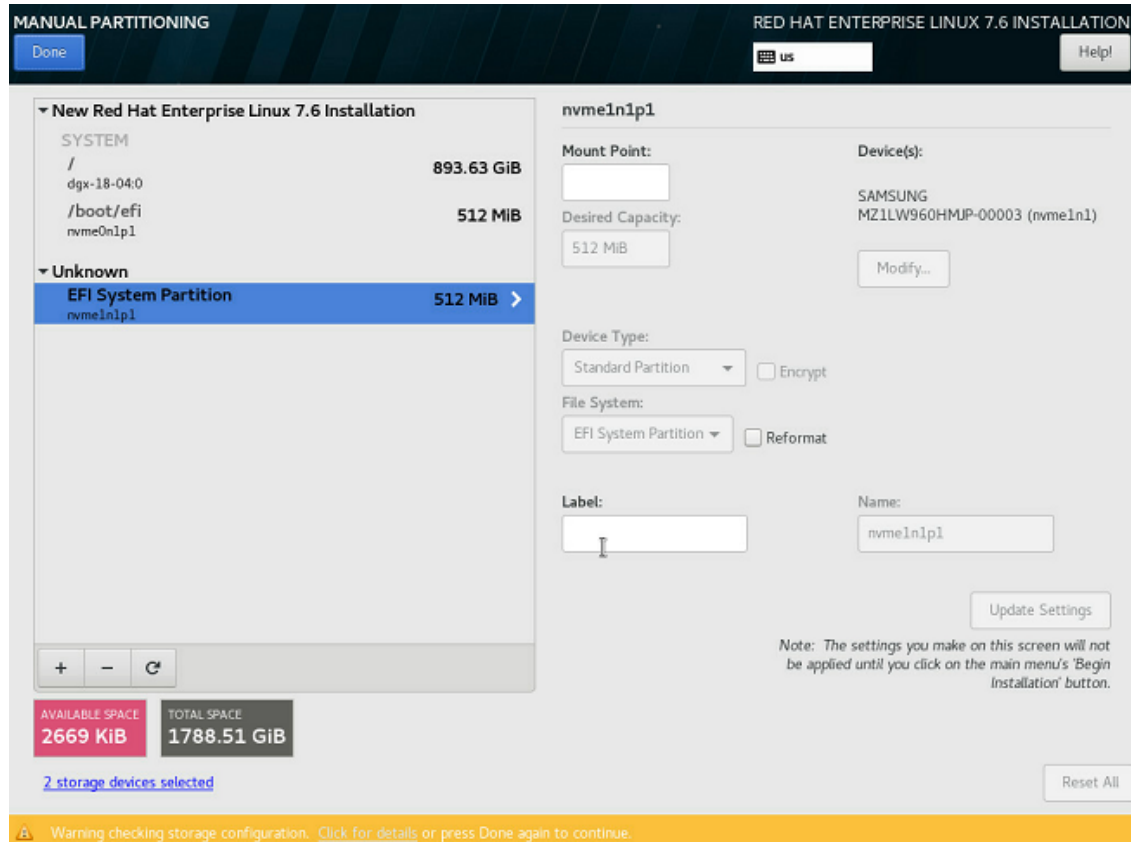 MANUAL PARTITIONING
RED HAT ENTERPRISE LINUX 7.6 INSTALLATION
Done
us
Help!
New Red Hat Enterprise Linux 7.6 Installation
SYSTEM
/
893.63 GiB
dgx-18-04:0
/boot/efi
512 MiB
nvme0n1p1
Unknown
EFI System Partition
512 MiB
nvme1n1p1
+ −
AVAILABLE SPACE
2669 KiB
TOTAL SPACE
1788.51 GiB
2 storage devices selected
nvme1n1p1
Mount Point:
Desired Capacity:
512 MiB
Device(s):
SAMSUNG
MZ1LW960HMJP-00003 (nvme1n1)
Modify...
Device Type:
Standard Partition
Encrypt
File System:
EFI System Partition
Reformat
Label:
Name:
nvme1n1p1
Update Settings
Note: The settings you make on this screen will not
be applied until you click on the main menu's 'Begin
Installation' button.
Reset All
Warning checking storage configuration. Click for details or press Done again to continue.